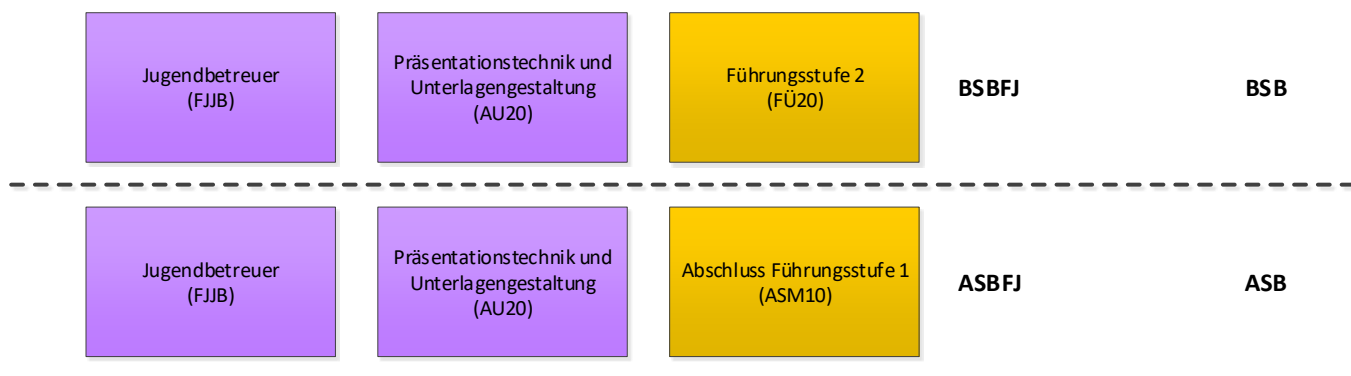 Jugendbetreuer
(FJJB)
Präsentationstechnik und
Unterlagengestaltung
(AU20)
Führungsstufe 2
(FÜ20)
BSBFJ
BSB
Jugendbetreuer
(FJJB)
Präsentationstechnik und
Unterlagengestaltung
(AU20)
Abschluss Führungsstufe 1
(ASM10)
ASBFJ
ASB